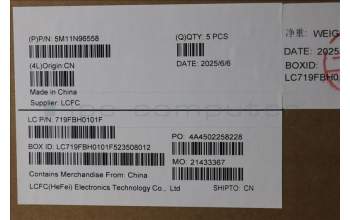 (P)P/N: 5M11N96558
(Q)QTY: 5 PCS
(4L)Origin:CN
DATE: 2025/6/6
Made in China
Supplier: LCFC
净重: WEIG
DATE: 2025
BOXID:
LC719FBH0
LC P/N: 719FBH0101F
PO: 4A4502258228
BOX ID: LC719FBH0101F523508012
MO: 21433367
Contains Merchandise From: China
LCFC(HeFei) Electronics Technology Co., Ltd
SHIPTO: CN